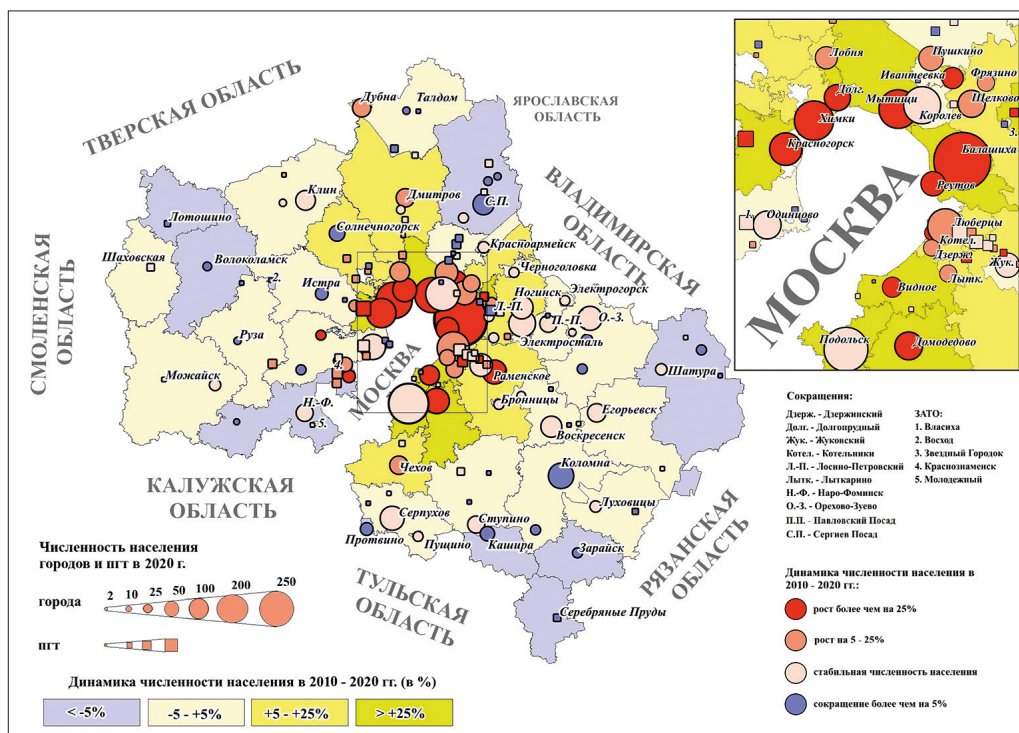 ТВЕРСКАЯ ОБЛАСТЬ
ЯРОСЛАВСКАЯ
ОБЛАСТЬ
ВЛАДИМИРСКАЯ
ОБЛАСТЬ
СМОЛЕНСКАЯ
ОБЛАСТЬ
КАЛУЖСКАЯ
ОБЛАСТЬ
ТУЛЬСКАЯ
ОБЛАСТЬ
РЯЗАНСКАЯ
ОБЛАСТЬ
МОСКВА
Дубна
Талдом
Клин
Дмитров
С.П.
Лотошино
Солнечногорск
Красноармейск
Шаховская
Волоколамск
2.
Черноголовка
Истра
Ногинск
Электрогорск
Л.-П.
П.-П.
О.-З.
Руза
Электросталь
4.
Можайск
Раменское
Шатура
Н.-Ф.
5.
Бронницы
Егорьевск
Воскресенск
Чехов
Коломна
Серпухов
Ступино
Луховицы
Протвино
Пущино
Кашира
Зарайск
Серебряные Пруды
Лобня
Пушкино
Ивантеевка
Фрязино
Долг.
Мытищи
Щелково
Химки
Королев
3.
Красногорск
Балашиха
Реутов
МОСКВА
1.
Одинцово
Люберцы
Котел.
Дзерж.
Жук.
Лытк.
Видное
Подольск
Домодедово
Сокращения:
Дзерж. - Дзержинский
Долг. - Долгопрудный
Жук. - Жуковский
Котел. - Котельники
Л.-П. - Лосино-Петровский
Лытк. - Лыткарино
Н.-Ф. - Наро-Фоминск
О.-З. - Орехово-Зуево
П.П. - Павловский Посад
С.П. - Сергиев Посад
ЗАТО:
1. Власиха
2. Восход
3. Звездный Городок
4. Краснознаменск
5. Молодежный
Численность населения
городов и пгт в 2020 г.
2 10 25 50 100 200 250
города
пгт
Динамика численности населения в 2010 - 2020 гг. (в %)
< -5%
-5 - +5%
+5 - +25%
> +25%
Динамика численности населения в
2010 - 2020 гг.:
рост более чем на 25%
рост на 5 - 25%
стабильная численность населения
сокращение более чем на 5%